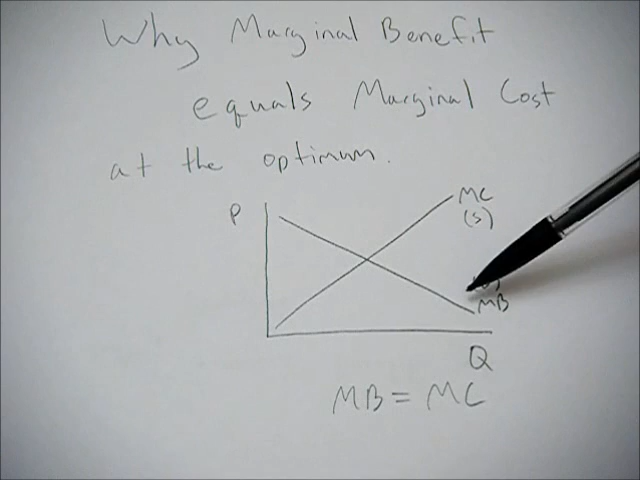 Why Marginal Benefit
equals Marginal Cost
at the optimum.
P
MC
(S)
MB
Q
MB = MC